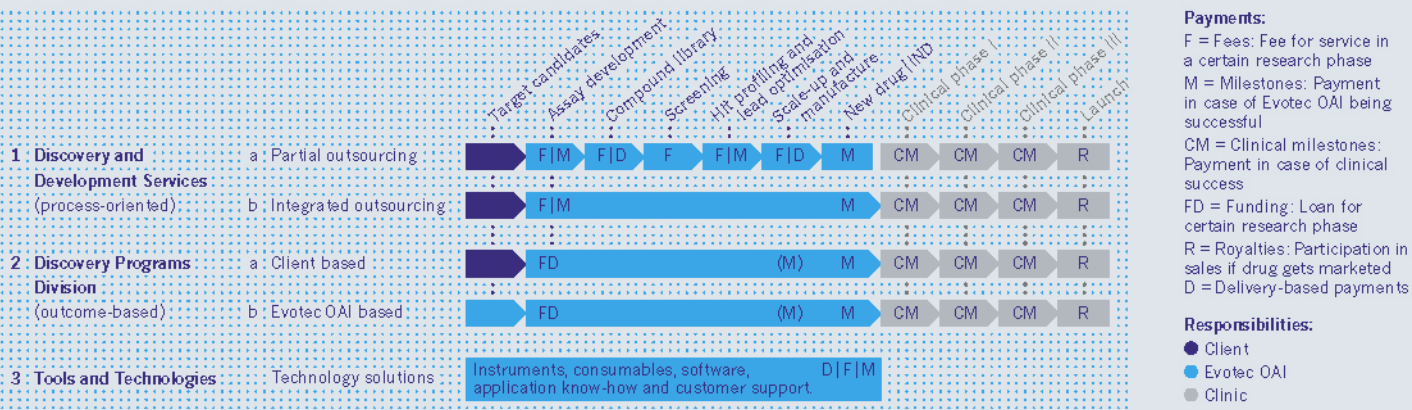 Target candidates
Assay development
Compound library
Screening
Hit profiling and
lead optimisation
Scale-up and
manufacture
New drug|IND
Clinical phase I
Clinical phase II
Clinical phase III
Launch
1 Discovery and
Development Services
(process-oriented)
a Partial outsourcing
F|M F|D F F|M F|D M CM CM CM R
b Integrated outsourcing
F|M M CM CM CM R
2 Discovery Programs
Division
(outcome-based)
a Client based
FD (M) M CM CM CM R
b Evotec OAI based
FD (M) M CM CM CM R
3 Tools and Technologies
Technology solutions
Instruments, consumables, software, D|F|M
application know-how and customer support.
Payments:
F = Fees: Fee for service in
a certain research phase
M = Milestones: Payment
in case of Evotec OAI being
successful
CM = Clinical milestones:
Payment in case of clinical
success
FD = Funding: Loan for
certain research phase
R = Royalties: Participation in
sales if drug gets marketed
D = Delivery-based payments
Responsibilities:
Client
Evotec OAI
Clinic